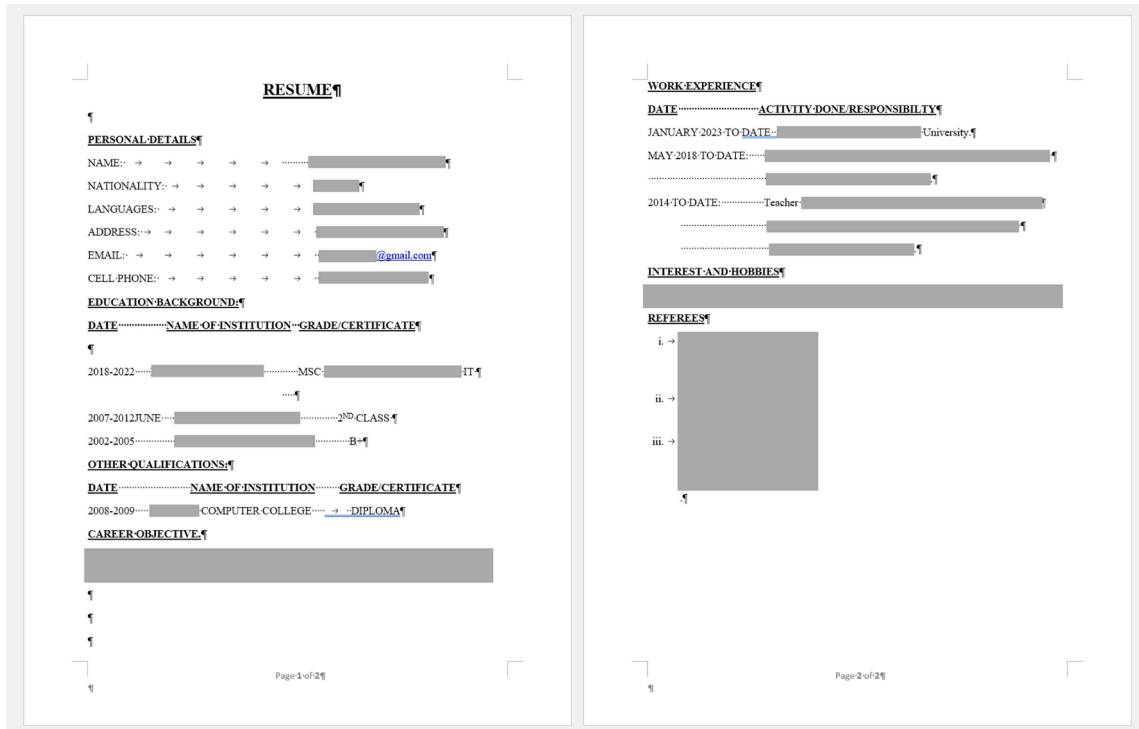 RESUME
PERSONAL DETAILS
NAME:
NATIONALITY:
LANGUAGES:
ADDRESS:
EMAIL: @gmail.com
CELL PHONE:
EDUCATION BACKGROUND:
DATE NAME OF INSTITUTION GRADE/CERTIFICATE
2018-2022 MSC IT
2007-2012JUNE 2ND CLASS
2002-2005 B+
OTHER QUALIFICATIONS:
DATE NAME OF INSTITUTION GRADE/CERTIFICATE
2008-2009 COMPUTER COLLEGE DIPLOMA
CAREER OBJECTIVE.
Page 1 of 2
WORK EXPERIENCE
DATE ACTIVITY DONE/RESPONSIBILTY
JANUARY 2023 TO DATE University.
MAY 2018 TO DATE:
.
2014 TO DATE: Teacher
.
INTEREST AND HOBBIES
REFEREES
i.
ii.
iii.
.
Page 2 of 2